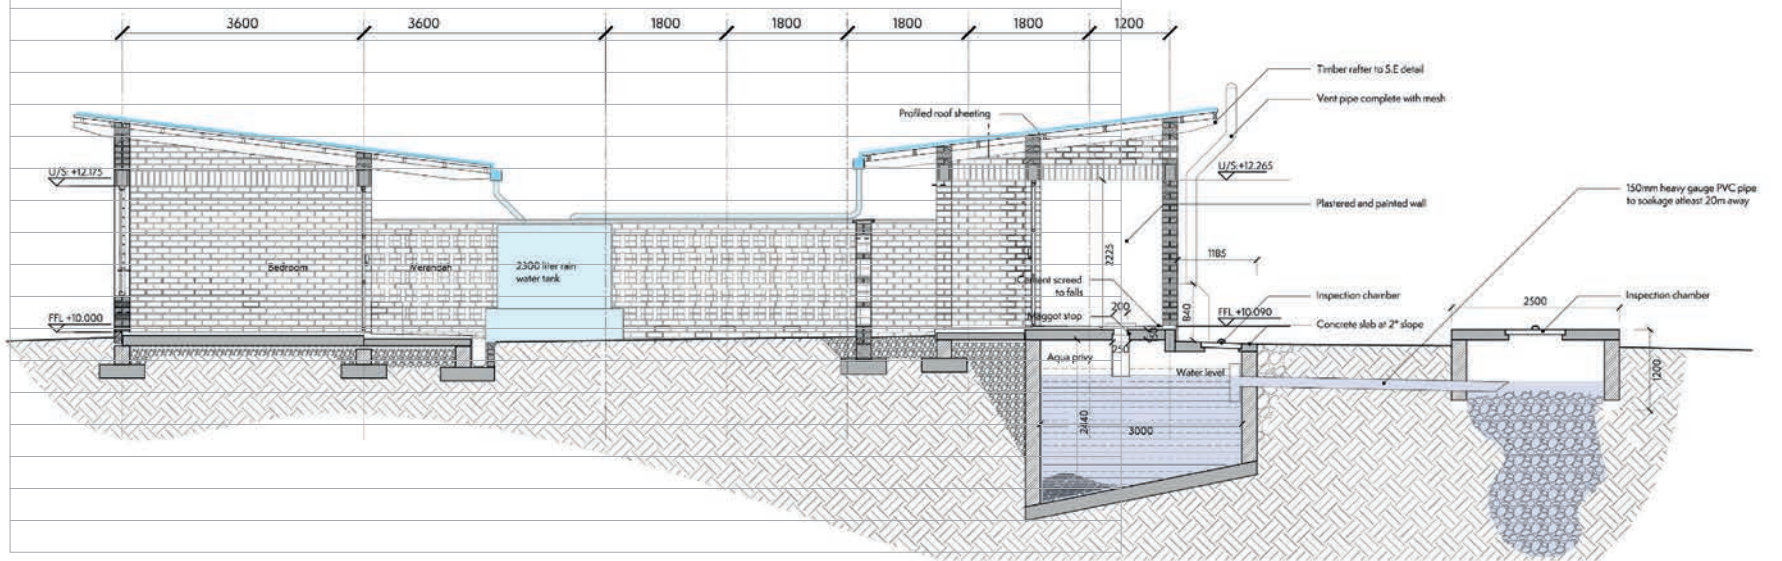 3600
3600
1800
1800
1800
1800
1200
Timber rafter to S.E detail
Vent pipe complete with mesh
Profiled roof sheeting
U/S: +12.175
U/S: +12.265
150mm heavy gauge PVC pipe
to soakage atleast 20m away
Plastered and painted wall
2225
1185
Bedroom
Verandah
2300 liter rain
water tank
Cement screed
to falls
200
Maggot stop
840
Inspection chamber
2500
Inspection chamber
FFL +10.000
FFL +10.090
Concrete slab at 2° slope
250
Aqua privy
Water level
1200
2440
3000